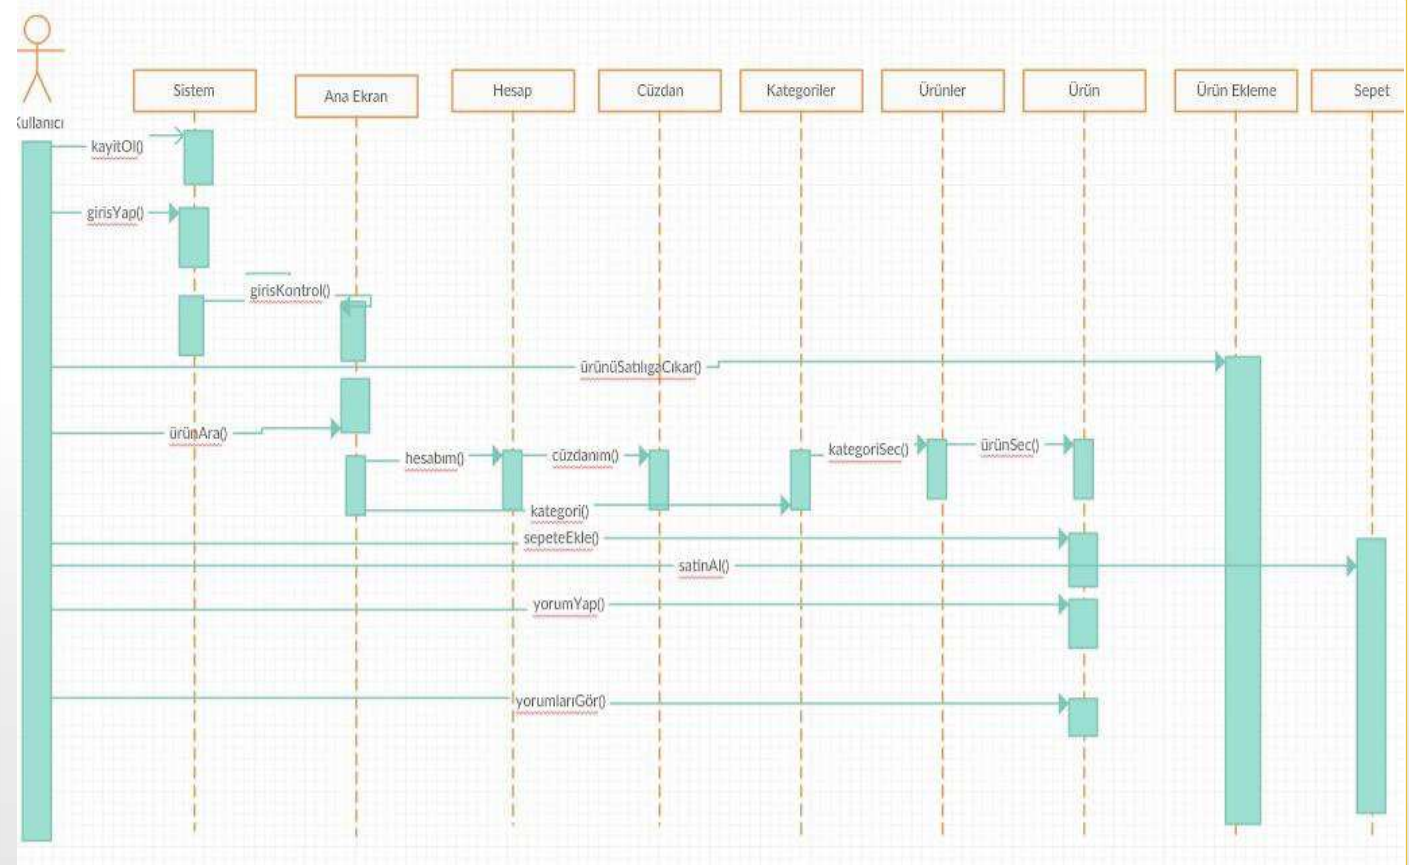 Sistem
Ana Ekran
Hesap
Cüzdan
Kategoriler
Ürünler
Ürün
Ürün Ekleme
Sepet
Kullanıcı
kayitOl()
girisYap()
girisKontrol()
ürünüSatılıgaCıkar()
ürünAra()
hesabım()
cüzdanım()
kategoriSec()
ürünSec()
kategori()
sepeteEkle()
satinAl()
yorumYap()
yorumlarıGör()